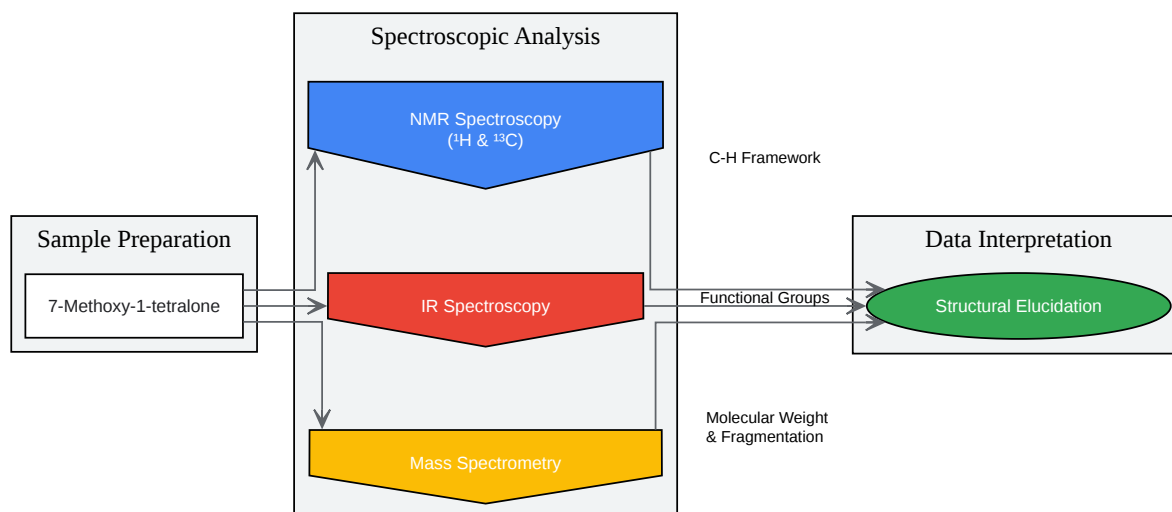 Spectroscopic Analysis
NMR Spectroscopy
(¹H & ¹³C)
C-H Framework
Sample Preparation
7-Methoxy-1-tetralone
IR Spectroscopy
Functional Groups
Data Interpretation
Structural Elucidation
Molecular Weight
& Fragmentation
Mass Spectrometry